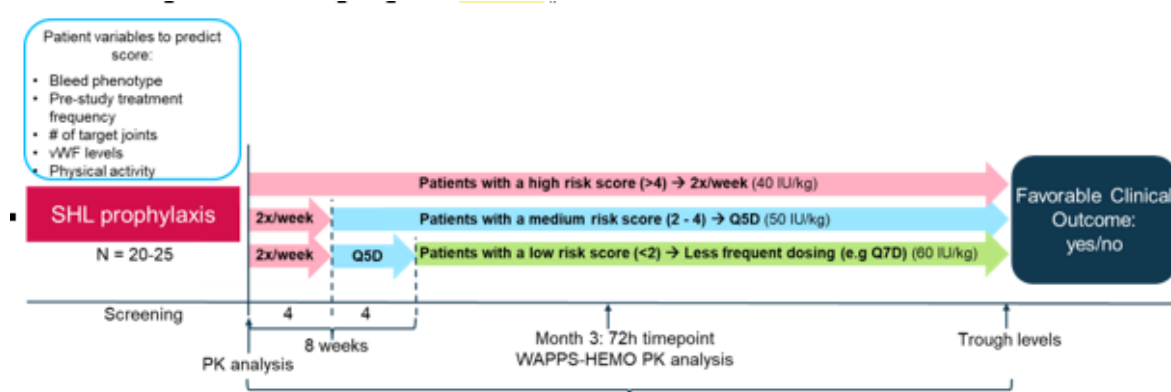 Patient variables to predict
score:
• Bleed phenotype
• Pre-study treatment
frequency
• # of target joints
• vWF levels
• Physical activity
SHL prophylaxis
N = 20-25
Patients with a high risk score (>4) → 2x/week (40 IU/kg)
2x/week
Patients with a medium risk score (2 - 4) → Q5D (50 IU/kg)
2x/week
Q5D
Patients with a low risk score (<2) → Less frequent dosing (e.g Q7D) (60 IU/kg)
Favorable Clinical
Outcome:
yes/no
Screening
4
4
8 weeks
PK analysis
Month 3: 72h timepoint
WAPPS-HEMO PK analysis
Trough levels